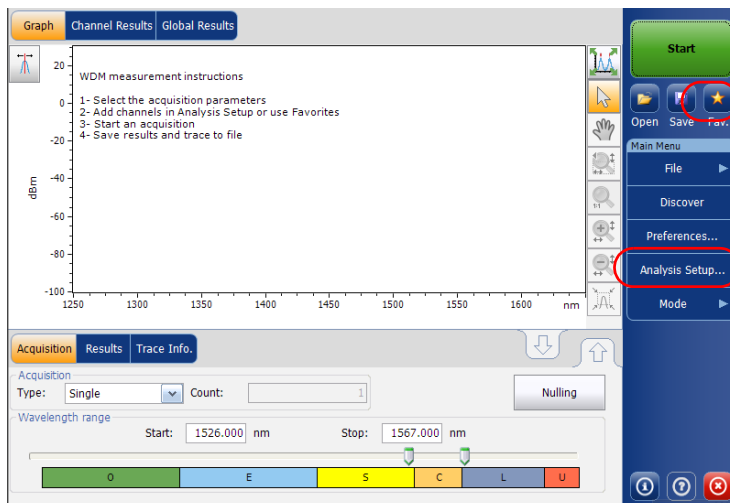 Graph Channel Results Global Results
Start
Open Save Fav.
Main Menu
File
Discover
Preferences...
Analysis Setup...
Mode
WDM measurement instructions
1- Select the acquisition parameters
2- Add channels in Analysis Setup or use Favorites
3- Start an acquisition
4- Save results and trace to file
20
0
-20
-40
-60
-80
-100
dBm
1250 1300 1350 1400 1450 1500 1550 1600 nm
1/1
Acquisition Results Trace Info.
Acquisition
Type: Single Count: 1
Nulling
Wavelength range
Start: 1526.000 nm Stop: 1567.000 nm
O E S C L U